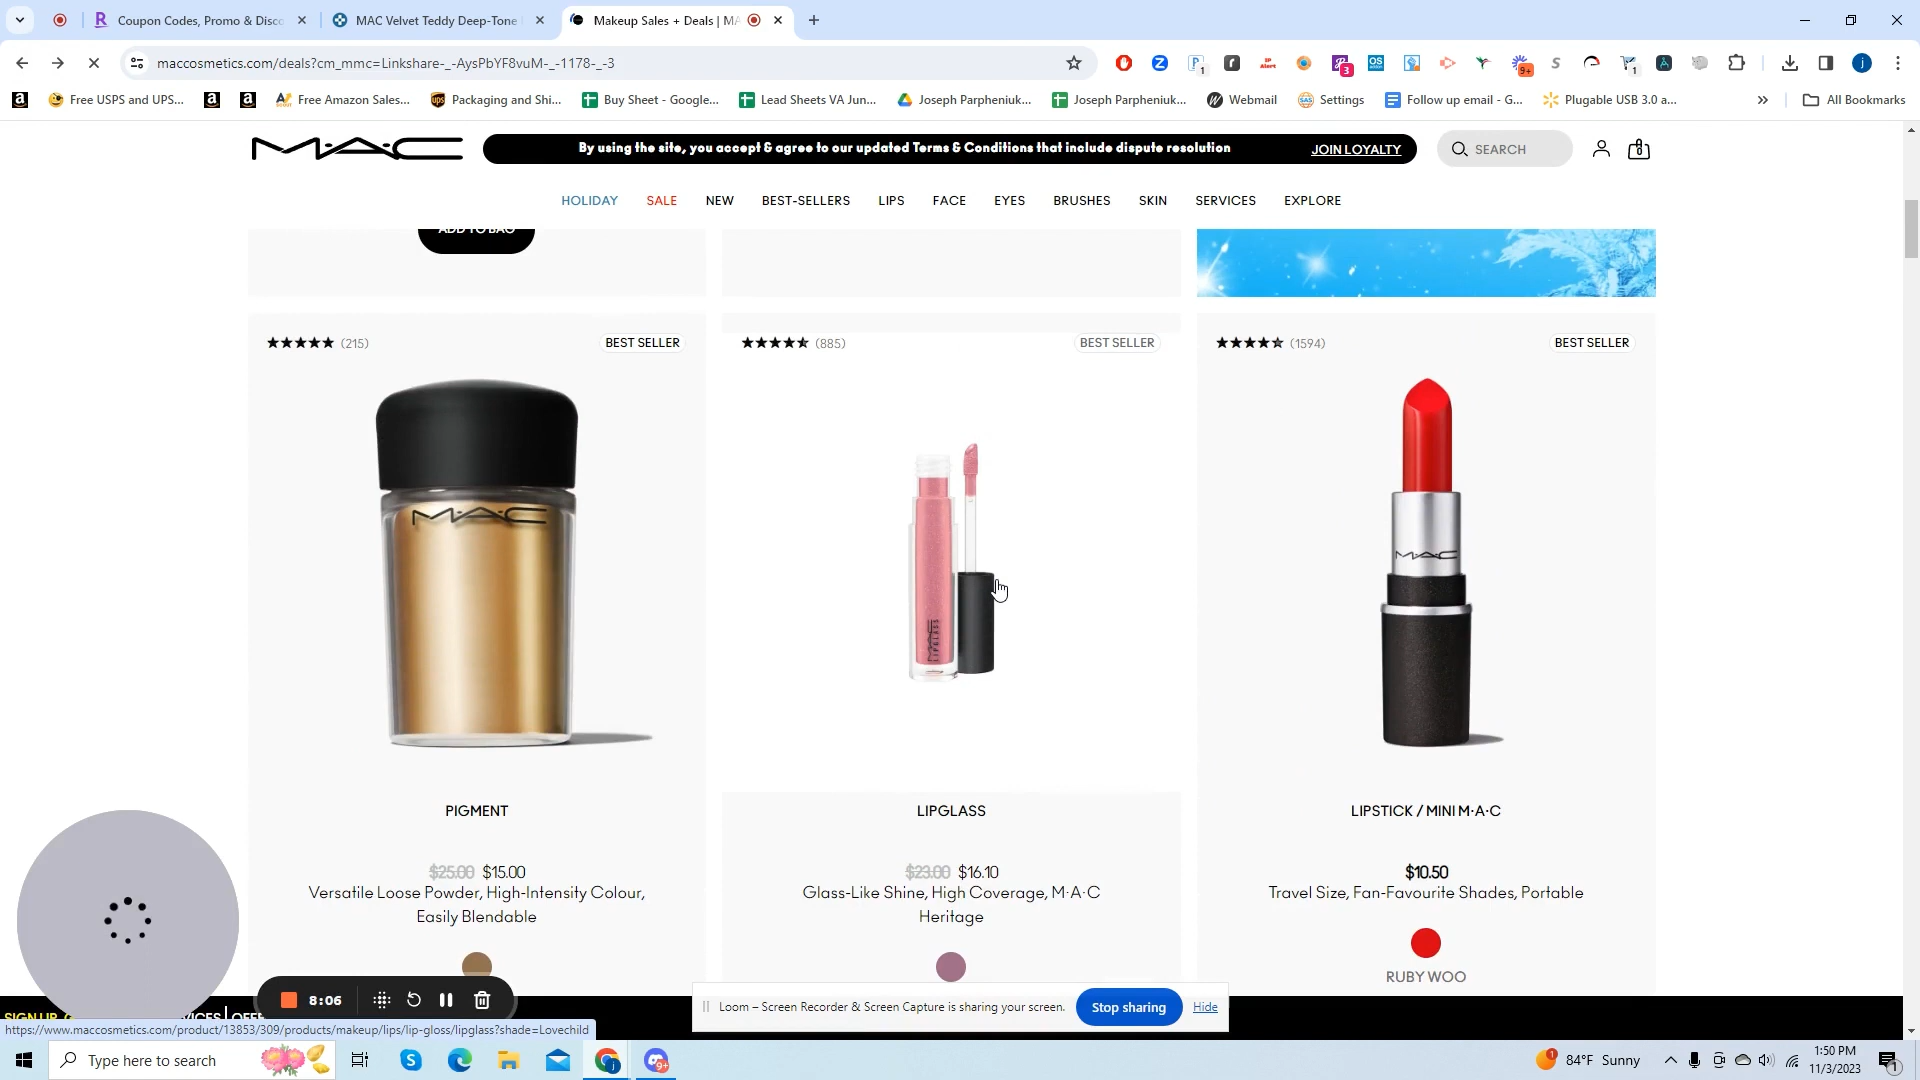 Coupon Codes, Promo & Disco
MAC Velvet Teddy Deep-Tone
Makeup Sales + Deals | MA
maccosmetics.com/deals?cm_mmc=Linkshare-_-AysPbYF8vuM-_-1178-_-3
Free USPS and UPS...
Free Amazon Sales...
Packaging and Shi...
Buy Sheet - Google...
Lead Sheets VA Jun...
Joseph Parpheniuk...
Joseph Parpheniuk...
Webmail
Settings
Follow up email - G...
Plugable USB 3.0 a...
All Bookmarks
MAC
By using the site, you accept & agree to our updated Terms & Conditions that include dispute resolution
JOIN LOYALTY
SEARCH
0
HOLIDAY
SALE
NEW
BEST-SELLERS
LIPS
FACE
EYES
BRUSHES
SKIN
SERVICES
EXPLORE
ADD TO BAG
(215)
BEST SELLER
(885)
BEST SELLER
(1594)
BEST SELLER
MAC
MAC
LIPGLASS
MAC
PIGMENT
$25.00 $15.00
Versatile Loose Powder, High-Intensity Colour,
Easily Blendable
LIPGLASS
$23.00 $16.10
Glass-Like Shine, High Coverage, M·A·C
Heritage
LIPSTICK / MINI M·A·C
$10.50
Travel Size, Fan-Favourite Shades, Portable
RUBY WOO
8:06
Loom – Screen Recorder & Screen Capture is sharing your screen.
Stop sharing
Hide
SIGN UP
https://www.maccosmetics.com/product/13853/309/products/makeup/lips/lip-gloss/lipglass?shade=Lovechild
Type here to search
84°F Sunny
1:50 PM
11/3/2023